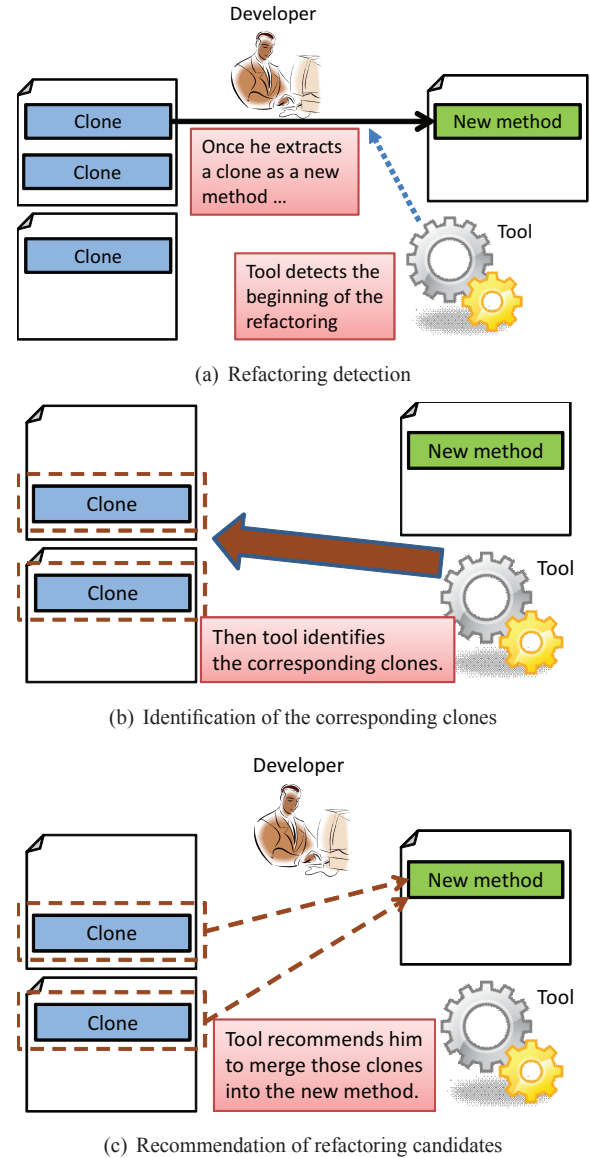 Developer
Clone
New method
Once he extracts
a clone as a new
method …
Clone
Clone
Tool
Tool detects the
beginning of the
refactoring
(a) Refactoring detection
New method
Clone
Tool
Clone
Then tool identifies
the corresponding clones.
(b) Identification of the corresponding clones
Developer
New method
Clone
Tool
Clone
Tool recommends him
to merge those clones
into the new method.
(c) Recommendation of refactoring candidates